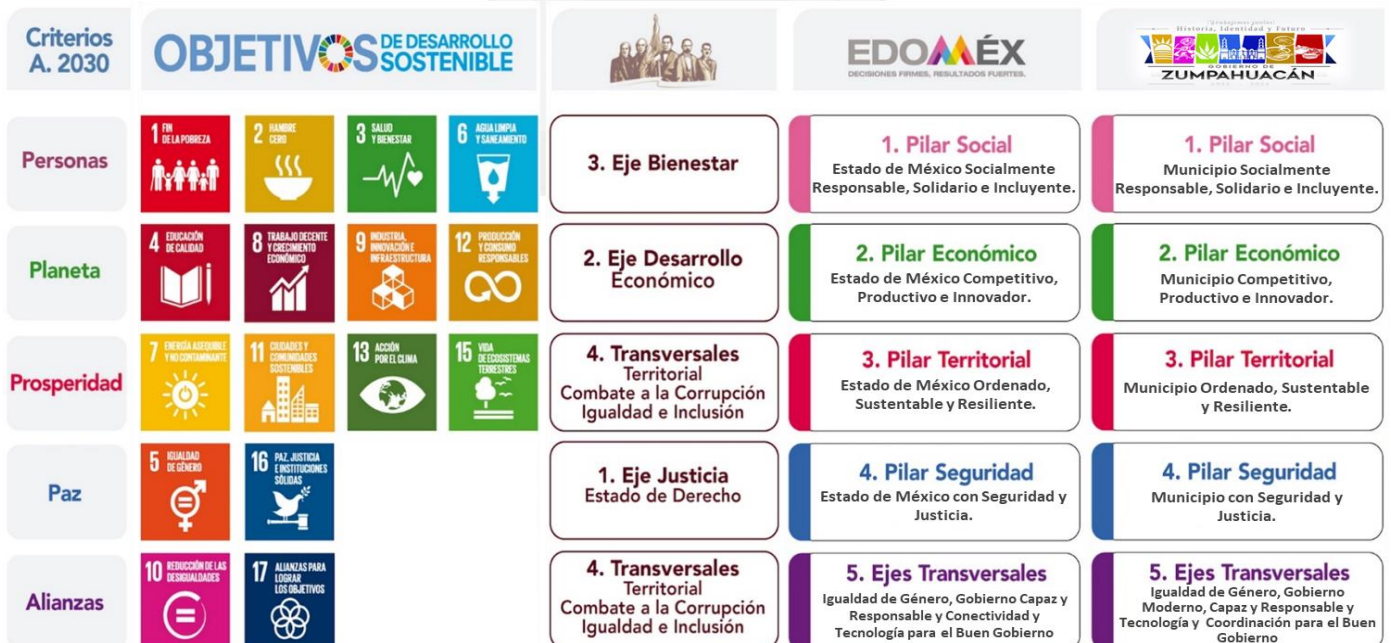 Criterios
A. 2030
OBJETIVOS DE DESARROLLO
SOSTENIBLE
EDOMÉX
DECISIONES FIRMES, RESULTADOS FUERTES.
Historia, Identidad y Futuro
GOBIERNO DE
ZUMPAHUACÁN
Personas
1 FIN
DE LA POBREZA
2 HAMBRE
CERO
3 SALUD
Y BIENESTAR
6 AGUA LIMPIA
Y SANEAMIENTO
3. Eje Bienestar
1. Pilar Social
Estado de México Socialmente
Responsable, Solidario e Incluyente.
1. Pilar Social
Municipio Socialmente
Responsable, Solidario e Incluyente.
Planeta
4 EDUCACIÓN
DE CALIDAD
8 TRABAJO DECENTE
Y CRECIMIENTO
ECONÓMICO
9 INDUSTRIA,
INNOVACIÓN E
INFRAESTRUCTURA
12 PRODUCCIÓN
Y CONSUMO
RESPONSABLES
2. Eje Desarrollo
Económico
2. Pilar Económico
Estado de México Competitivo,
Productivo e Innovador.
2. Pilar Económico
Municipio Competitivo,
Productivo e Innovador.
Prosperidad
7 ENERGÍA ASEQUIBLE
Y NO CONTAMINANTE
11 CIUDADES Y
COMUNIDADES
SOSTENIBLES
13 ACCIÓN
POR EL CLIMA
15 VIDA
DE ECOSISTEMAS
TERRESTRES
4. Transversales
Territorial
Combate a la Corrupción
Igualdad e Inclusión
3. Pilar Territorial
Estado de México Ordenado,
Sustentable y Resiliente.
3. Pilar Territorial
Municipio Ordenado, Sustentable
y Resiliente.
Paz
5 IGUALDAD
DE GÉNERO
16 PAZ, JUSTICIA
E INSTITUCIONES
SÓLIDAS
1. Eje Justicia
Estado de Derecho
4. Pilar Seguridad
Estado de México con Seguridad y
Justicia.
4. Pilar Seguridad
Municipio con Seguridad y
Justicia.
Alianzas
10 REDUCCIÓN DE LAS
DESIGUALDADES
17 ALIANZAS PARA
LOGRAR
LOS OBJETIVOS
4. Transversales
Territorial
Combate a la Corrupción
Igualdad e Inclusión
5. Ejes Transversales
Igualdad de Género, Gobierno Capaz y
Responsable y Conectividad y
Tecnología para el Buen Gobierno
5. Ejes Transversales
Igualdad de Género, Gobierno
Moderno, Capaz y Responsable y
Tecnología y Coordinación para el Buen
Gobierno